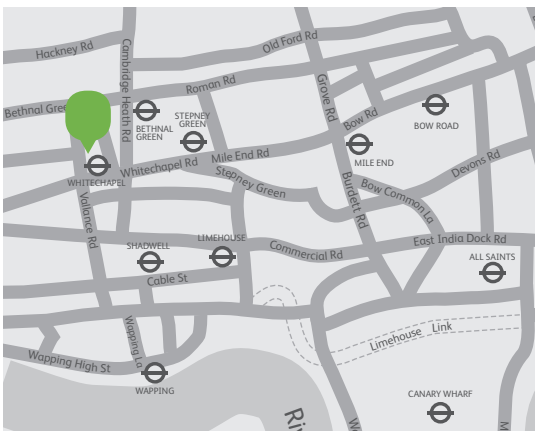 Hackney Rd
Cambridge Heath Rd
Old Ford Rd
Roman Rd
Grove Rd
Bethnal Gree
BETHNAL
GREEN
STEPNEY
GREEN
Bow Rd
BOW ROAD
MILE END
WHITECHAPEL
Whitechapel Rd
Mile End Rd
Stepney Green
Devons Rd
Burdett Rd
Bow Common La
Vallance Rd
SHADWELL
LIMEHOUSE
Commercial Rd
East India Dock Rd
ALL SAINTS
Cable St
Wapping La
Wapping High St
WAPPING
Limehouse Link
CANARY WHARF
Riv
W
M